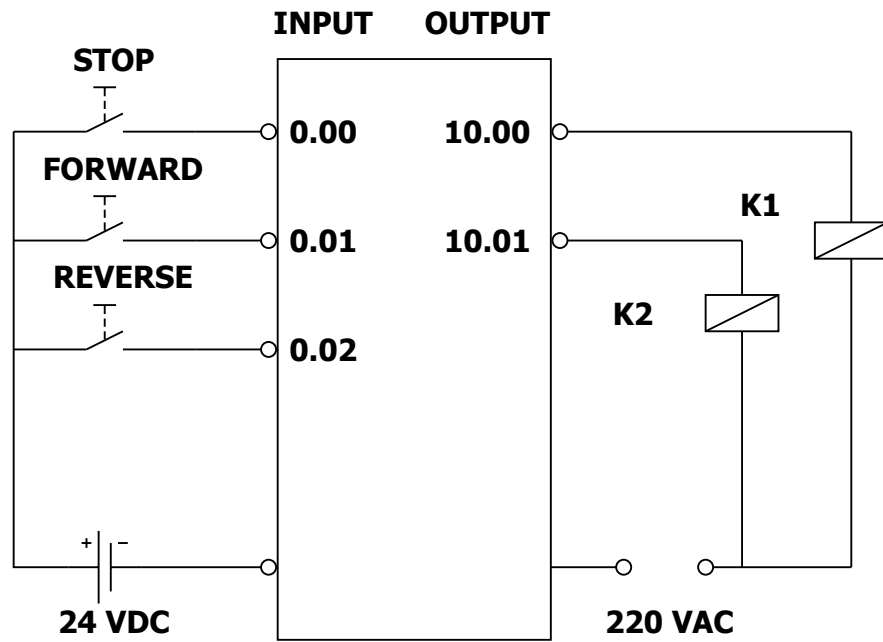 INPUT OUTPUT
STOP
0.00 10.00
FORWARD
K1
0.01 10.01
REVERSE
K2
0.02
+ −
24 VDC 220 VAC